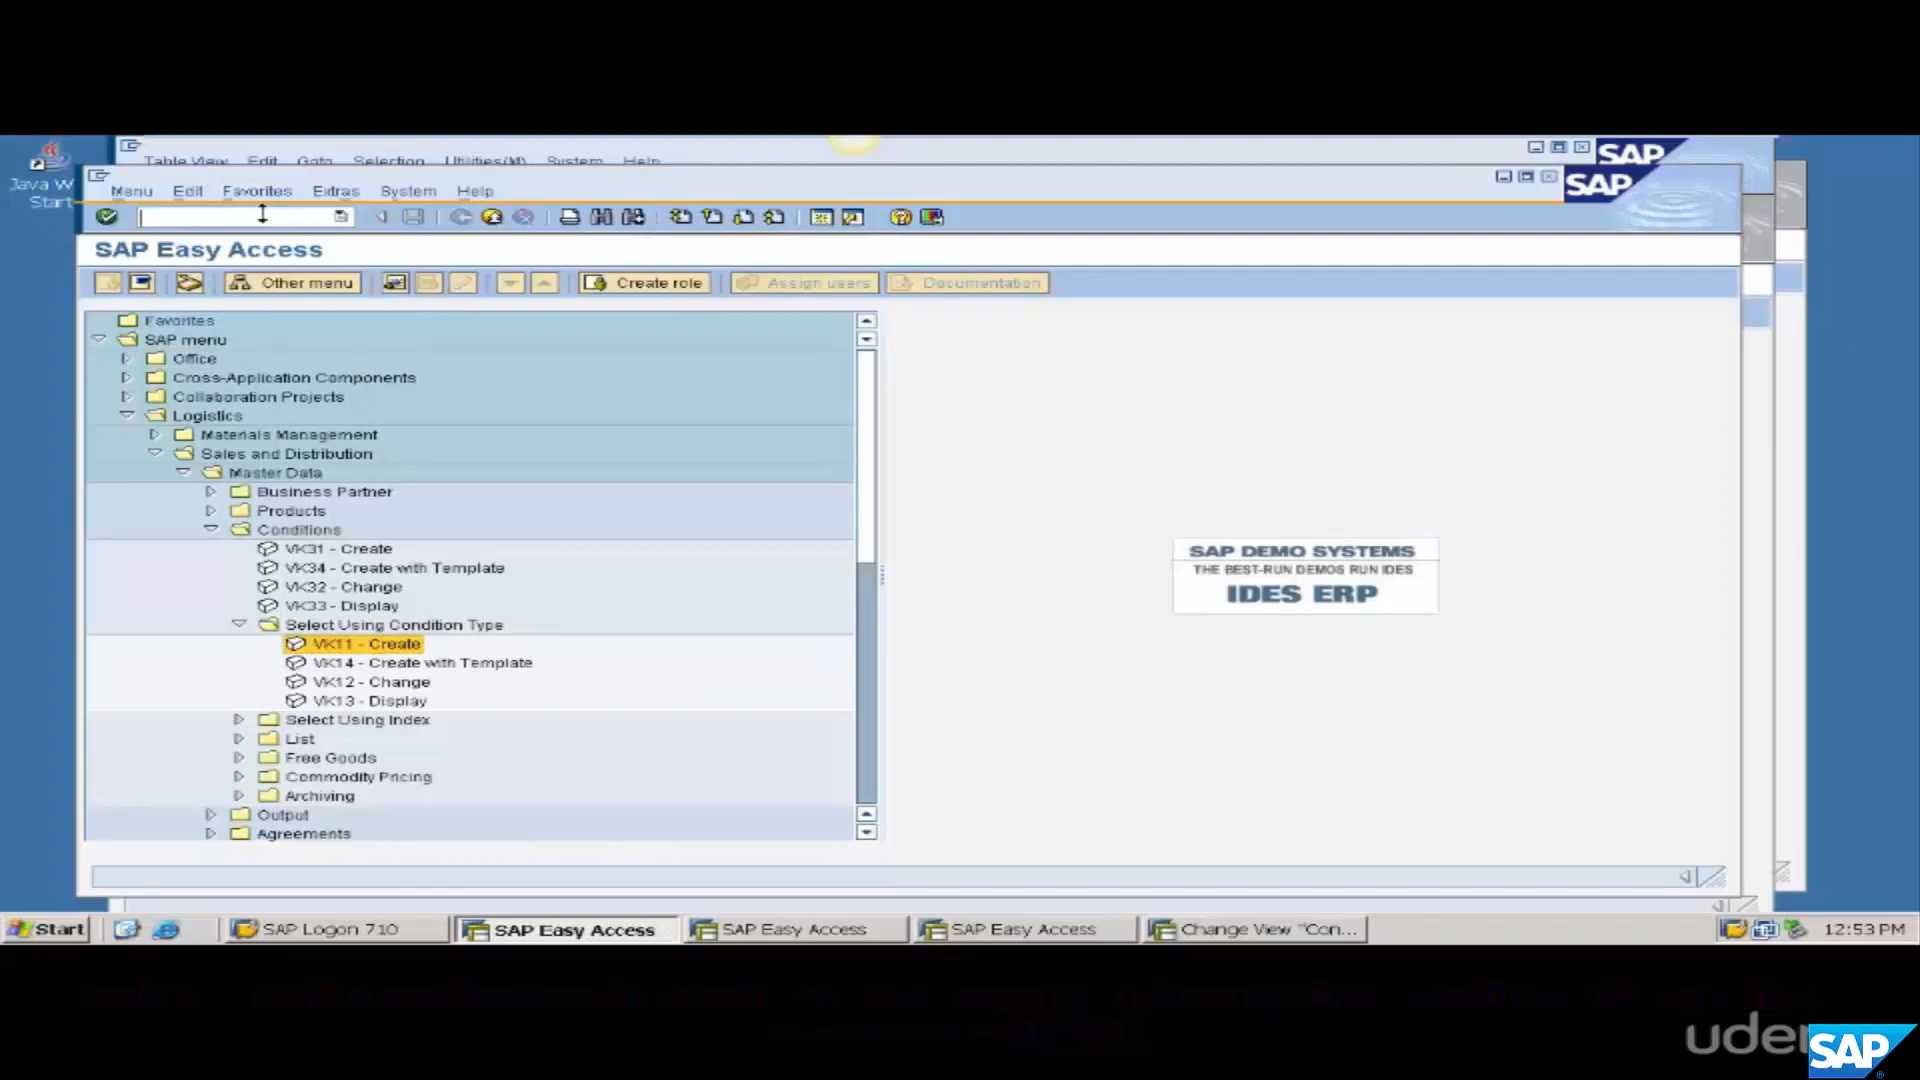 Java W
Start
Table View Edit Goto Selection Utilities(M) System Help
SAP
Menu Edit Favorites Extras System Help
SAP
SAP Easy Access
Other menu Create role Assign users Documentation
Favorites
SAP menu
Office
Cross-Application Components
Collaboration Projects
Logistics
Materials Management
Sales and Distribution
Master Data
Business Partner
Products
Conditions
VK31 - Create
VK34 - Create with Template
VK32 - Change
VK33 - Display
Select Using Condition Type
VK11 - Create
VK14 - Create with Template
VK12 - Change
VK13 - Display
Select Using Index
List
Free Goods
Commodity Pricing
Archiving
Output
Agreements
SAP DEMO SYSTEMS
THE BEST-RUN DEMOS RUN IDES
IDES ERP
Start SAP Logon 710 SAP Easy Access SAP Easy Access SAP Easy Access Change View "Con... 12:53 PM
uder
SAP